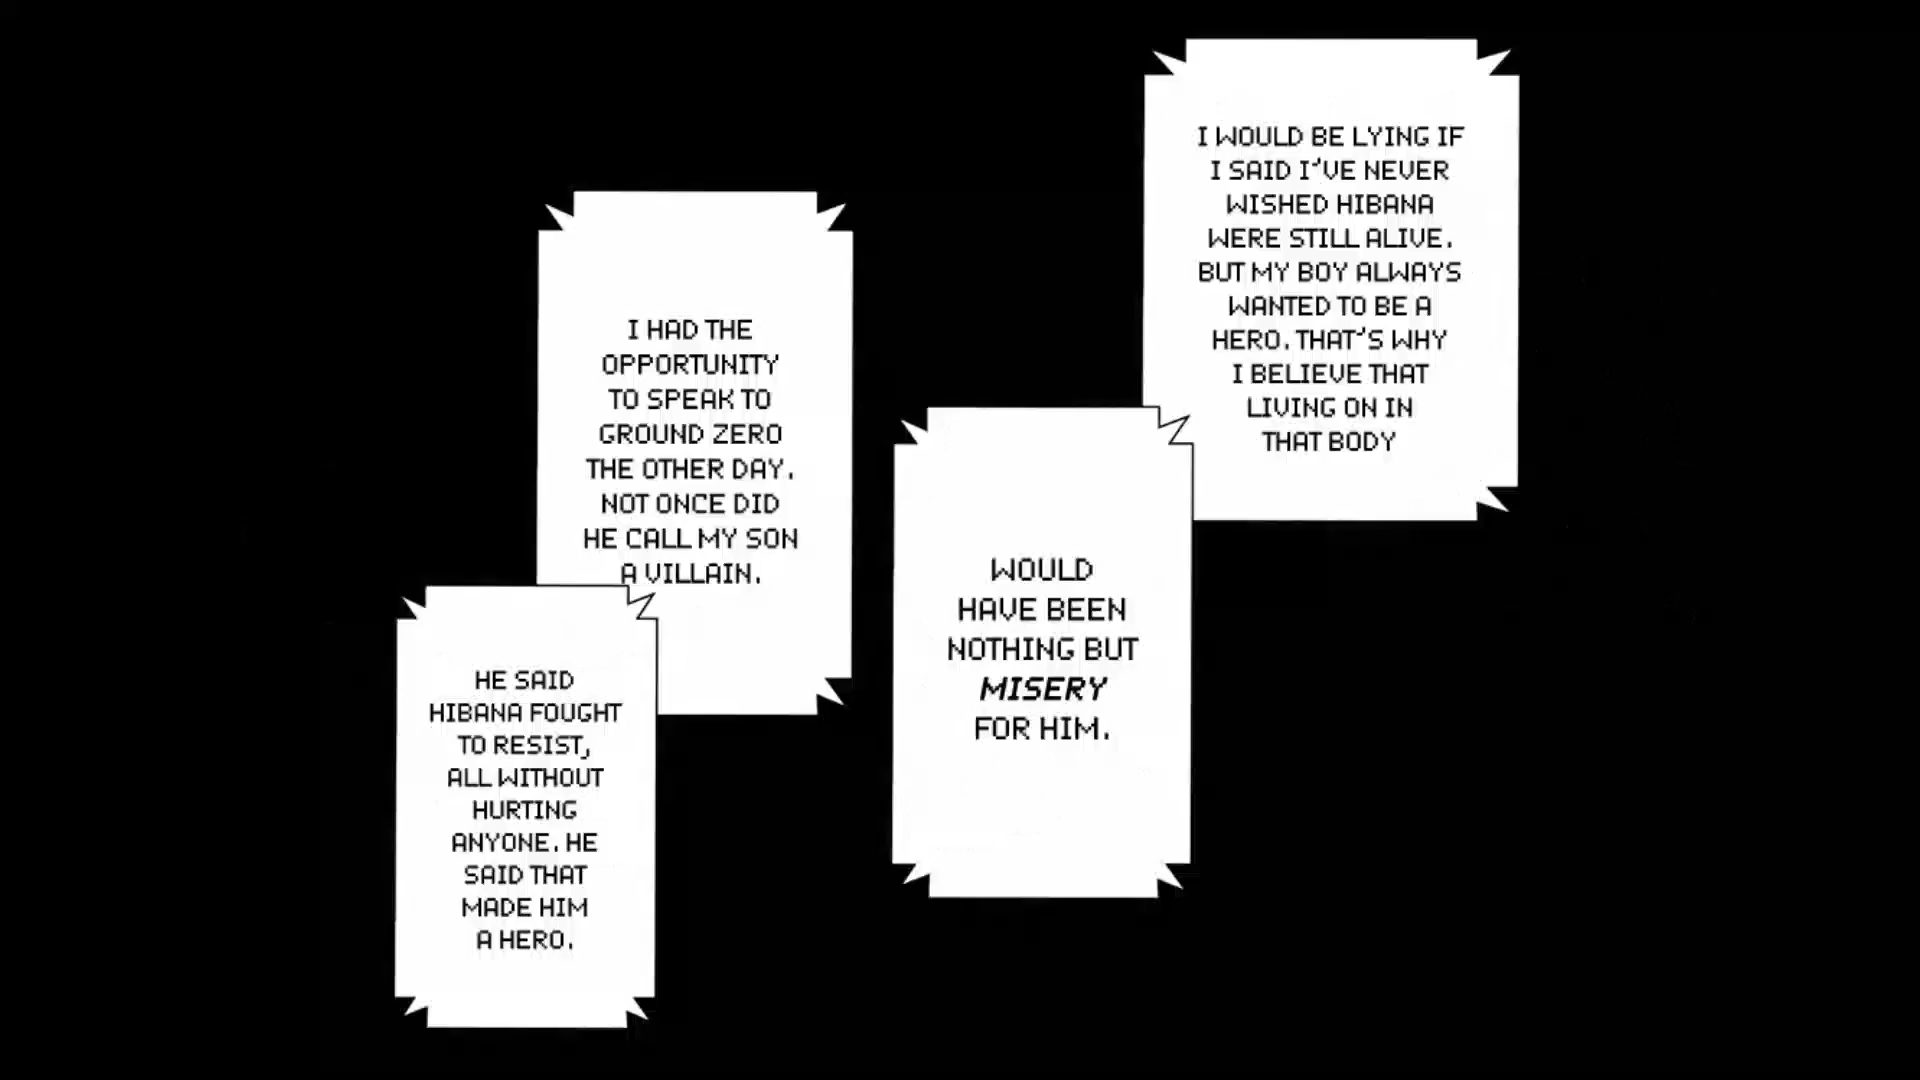 I WOULD BE LYING IF
I SAID I'VE NEVER
WISHED HIBANA
WERE STILL ALIVE.
BUT MY BOY ALWAYS
WANTED TO BE A
HERO. THAT'S WHY
I BELIEVE THAT
LIVING ON IN
THAT BODY
WOULD
HAVE BEEN
NOTHING BUT
MISERY
FOR HIM.
I HAD THE
OPPORTUNITY
TO SPEAK TO
GROUND ZERO
THE OTHER DAY.
NOT ONCE DID
HE CALL MY SON
A VILLAIN.
HE SAID
HIBANA FOUGHT
TO RESIST,
ALL WITHOUT
HURTING
ANYONE. HE
SAID THAT
MADE HIM
A HERO.